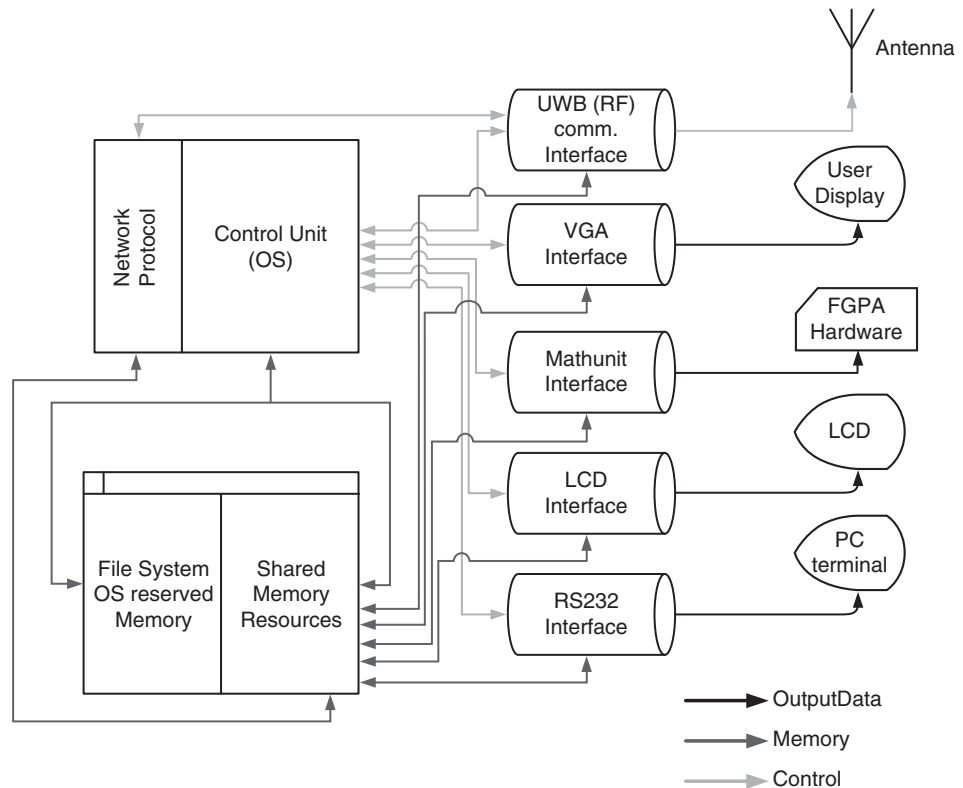 Antenna
UWB (RF)
comm.
Interface
User
Display
Network
Protocol
Control Unit
(OS)
VGA
Interface
FGPA
Hardware
Mathunit
Interface
LCD
LCD
Interface
PC
terminal
File System
OS reserved
Memory
Shared
Memory
Resources
RS232
Interface
OutputData
Memory
Control